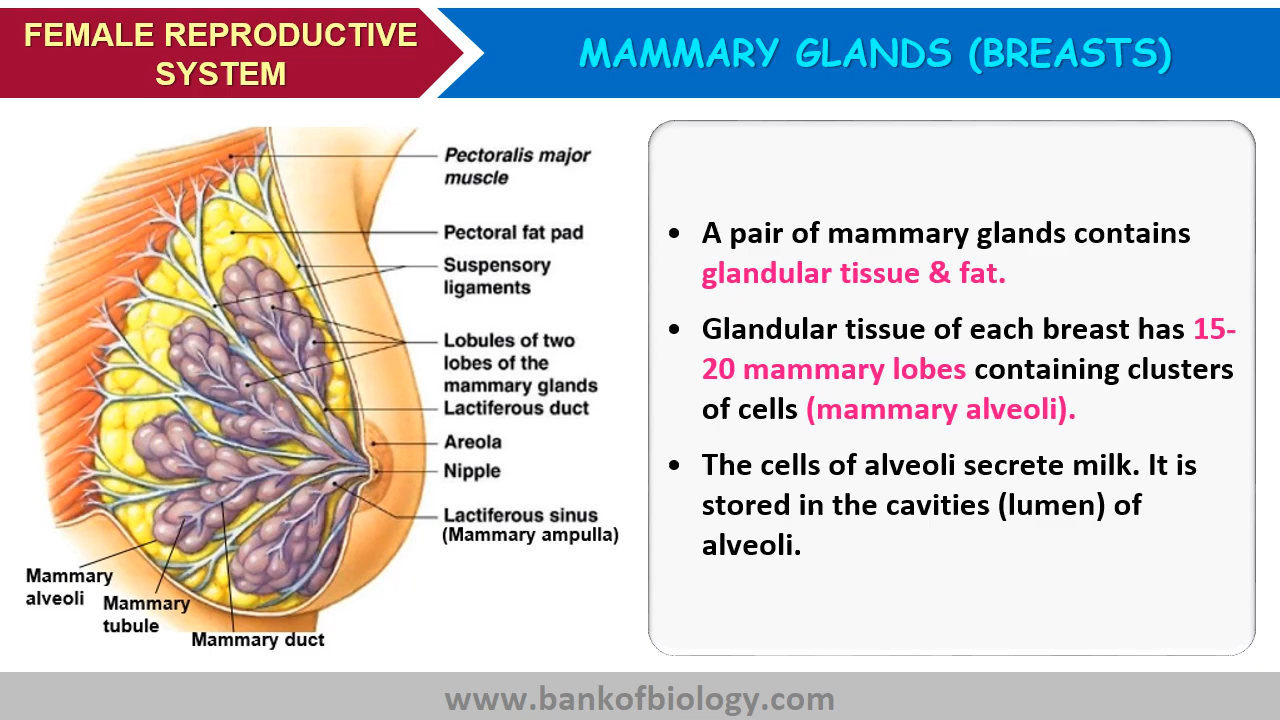 FEMALE REPRODUCTIVE
SYSTEM
MAMMARY GLANDS (BREASTS)
Pectoralis major
muscle
Pectoral fat pad
Suspensory
ligaments
Lobules of two
lobes of the
mammary glands
Lactiferous duct
Areola
Nipple
Lactiferous sinus
(Mammary ampulla)
Mammary
alveoli
Mammary
tubule
Mammary duct
• A pair of mammary glands contains
glandular tissue & fat.
• Glandular tissue of each breast has 15-
20 mammary lobes containing clusters
of cells (mammary alveoli).
• The cells of alveoli secrete milk. It is
stored in the cavities (lumen) of
alveoli.
www.bankofbiology.com